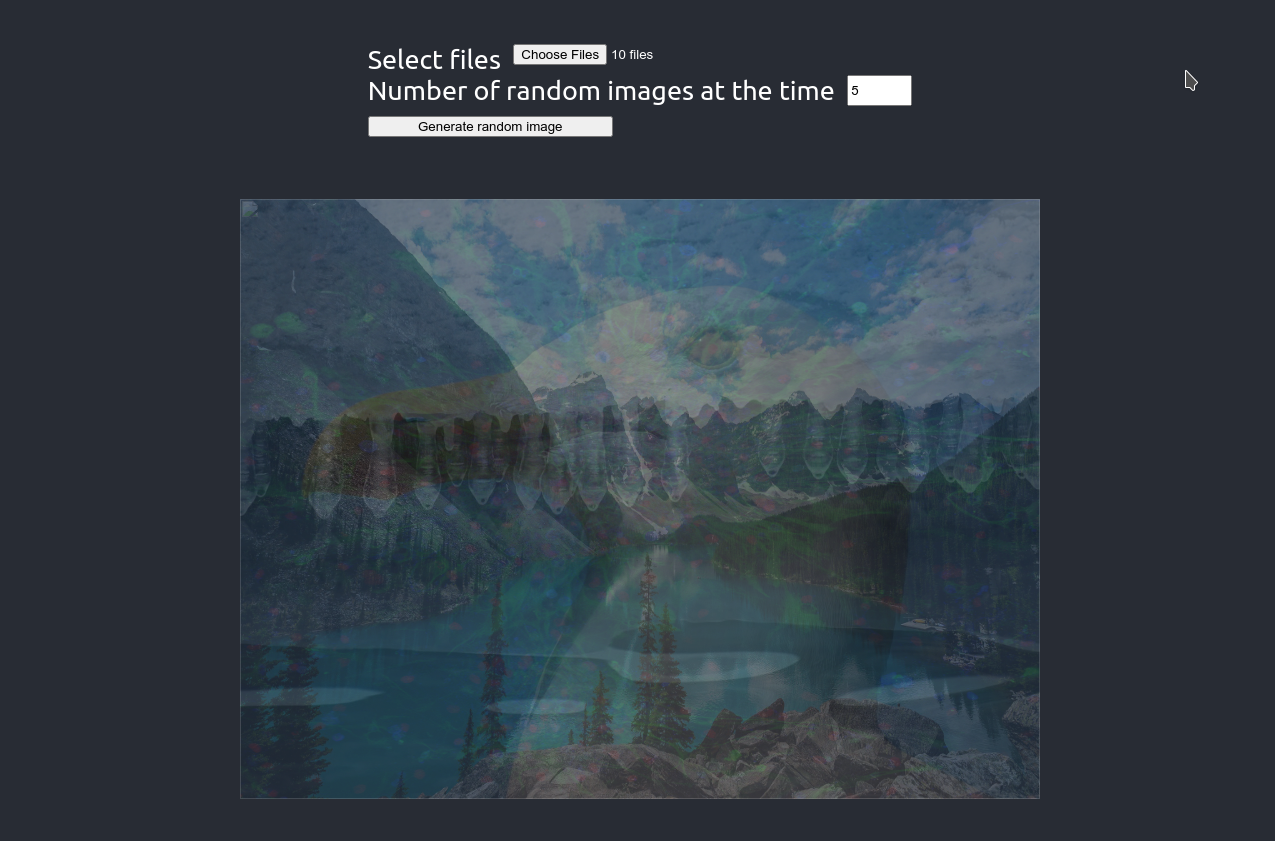 Select files Choose Files 10 files
Number of random images at the time 5
Generate random image